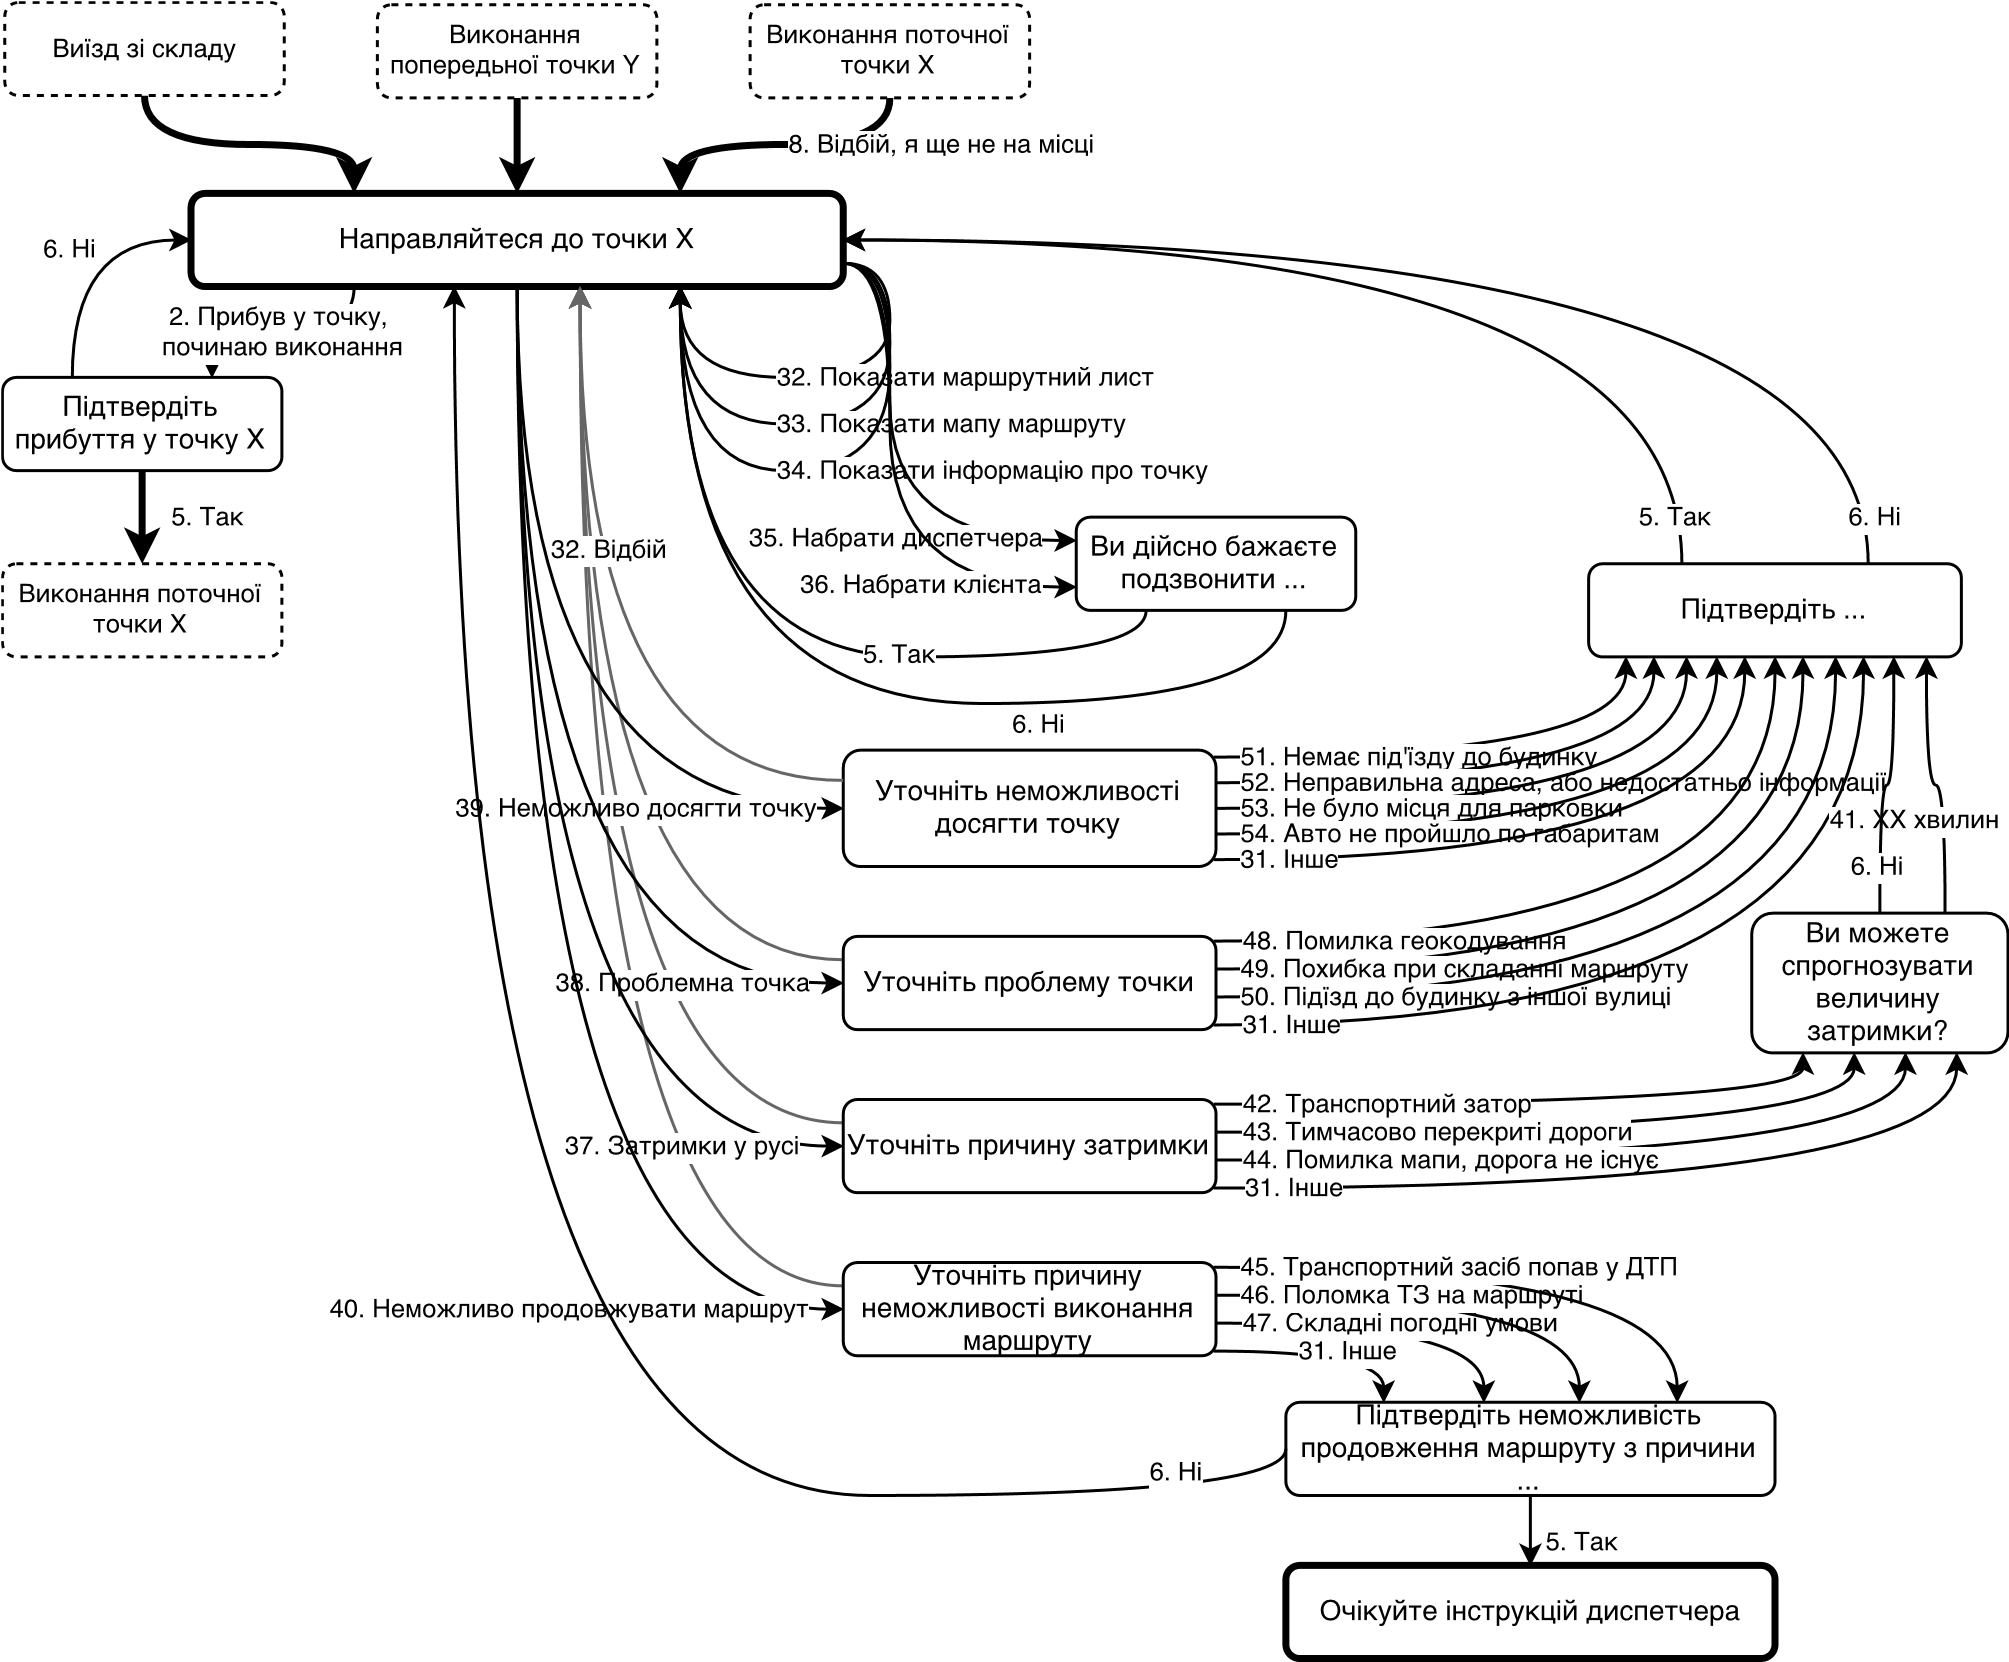 Виїзд зі складу
Виконання
попередьної точки Y
Виконання поточної
точки X
8. Відбій, я ще не на місці
Направляйтеся до точки X
6. Ні
2. Прибув у точку,
починаю виконання
Підтвердіть
прибуття у точку X
5. Так
Виконання поточної
точки X
32. Показати маршрутний лист
33. Показати мапу маршруту
34. Показати інформацію про точку
35. Набрати диспетчера
36. Набрати клієнта
Ви дійсно бажаєте
подзвонити ...
5. Так
6. Ні
32. Відбій
5. Так
6. Ні
Підтвердіть ...
39. Неможливо досягти точку
Уточніть неможливості
досягти точку
51. Немає під'їзду до будинку
52. Неправильна адреса, або недостатньо інформації
53. Не було місця для парковки
54. Авто не пройшло по габаритам
31. Інше
41. XX хвилин
6. Ні
Ви можете
спрогнозувати
величину
затримки?
38. Проблемна точка
Уточніть проблему точки
48. Помилка геокодування
49. Похибка при складанні маршруту
50. Підїзд до будинку з іншої вулиці
31. Інше
37. Затримки у русі
Уточніть причину затримки
42. Транспортний затор
43. Тимчасово перекриті дороги
44. Помилка мапи, дорога не існує
31. Інше
40. Неможливо продовжувати маршрут
Уточніть причину
неможливості виконання
маршруту
45. Транспортний засіб попав у ДТП
46. Поломка ТЗ на маршруті
47. Складні погодні умови
31. Інше
Підтвердіть неможливість
продовження маршруту з причини
...
6. Ні
5. Так
Очікуйте інструкцій диспетчера